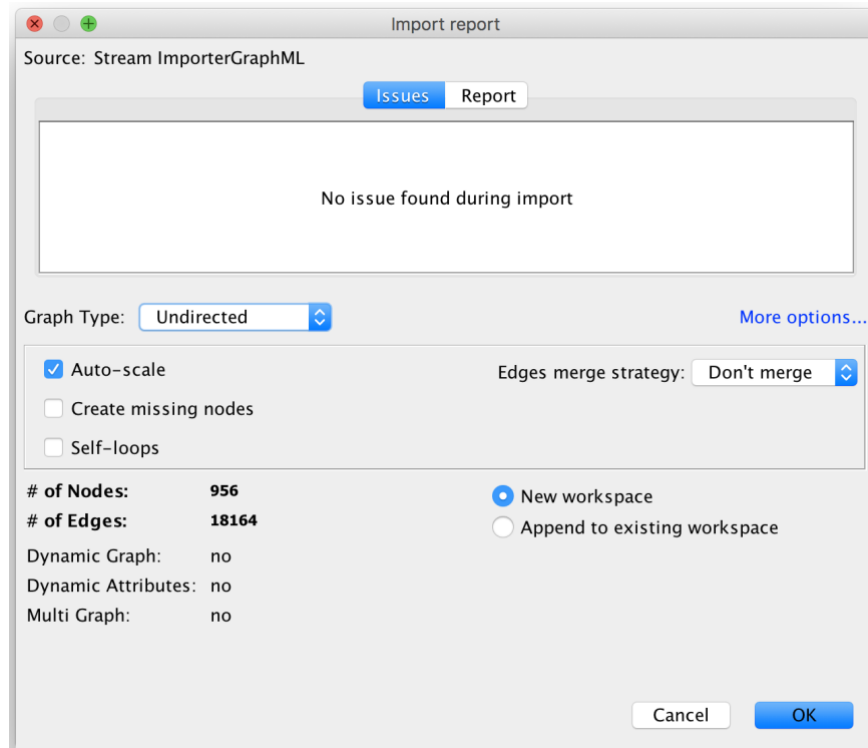 Import report
Source: Stream ImporterGraphML
Issues Report
No issue found during import
Graph Type: Undirected More options...
Auto-scale Edges merge strategy: Don't merge
Create missing nodes
Self-loops
# of Nodes: 956 New workspace
# of Edges: 18164 Append to existing workspace
Dynamic Graph: no
Dynamic Attributes: no
Multi Graph: no
Cancel OK